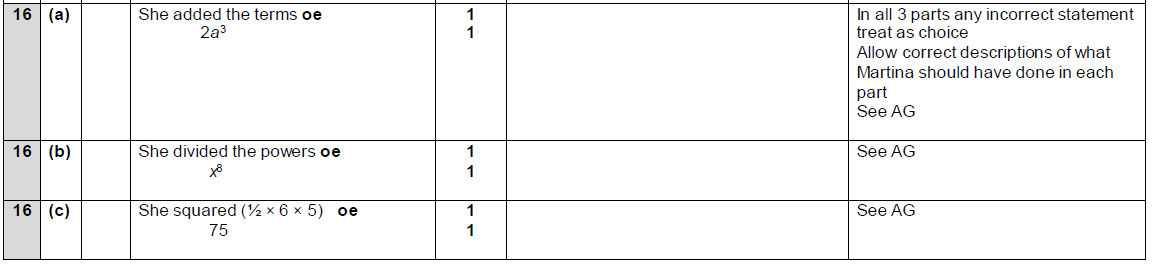 16 (a) She added the terms oe 1 In all 3 parts any incorrect statement
2a³ 1 treat as choice
Allow correct descriptions of what
Martina should have done in each
part
See AG
16 (b) She divided the powers oe 1 See AG
x⁸ 1
16 (c) She squared (½ × 6 × 5) oe 1 See AG
75 1